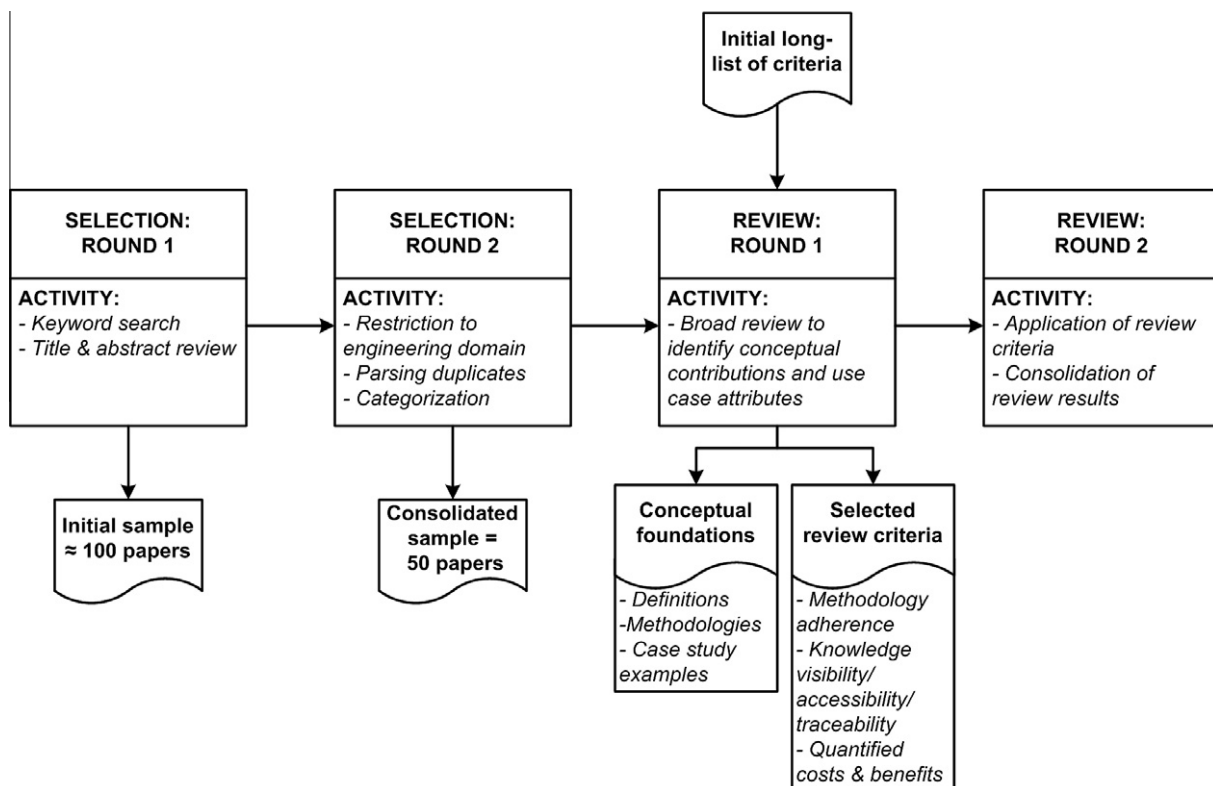 Initial long-
list of criteria
SELECTION:
ROUND 1
ACTIVITY:
- Keyword search
- Title & abstract review
SELECTION:
ROUND 2
ACTIVITY:
- Restriction to
engineering domain
- Parsing duplicates
- Categorization
REVIEW:
ROUND 1
ACTIVITY:
- Broad review to
identify conceptual
contributions and use
case attributes
REVIEW:
ROUND 2
ACTIVITY:
- Application of review
criteria
- Consolidation of
review results
Initial sample
≈ 100 papers
Consolidated
sample =
50 papers
Conceptual
foundations
- Definitions
-Methodologies
- Case study
examples
Selected
review criteria
- Methodology
adherence
- Knowledge
visibility/
accessibility/
traceability
- Quantified
costs & benefits